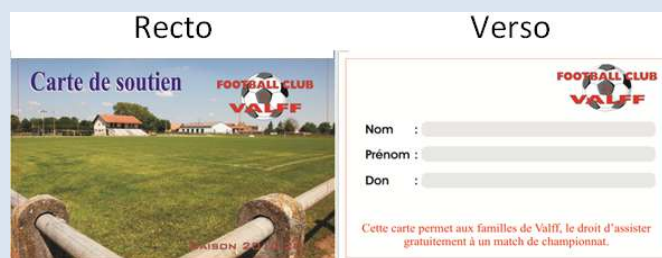 Recto
Verso
Carte de soutien
FOOTBALL CLUB
VALFF
SAISON
FOOTBALL CLUB
VALFF
Nom :
Prénom :
Don :
Cette carte permet aux familles de Valff, le droit d'assister
gratuitement à un match de championnat.